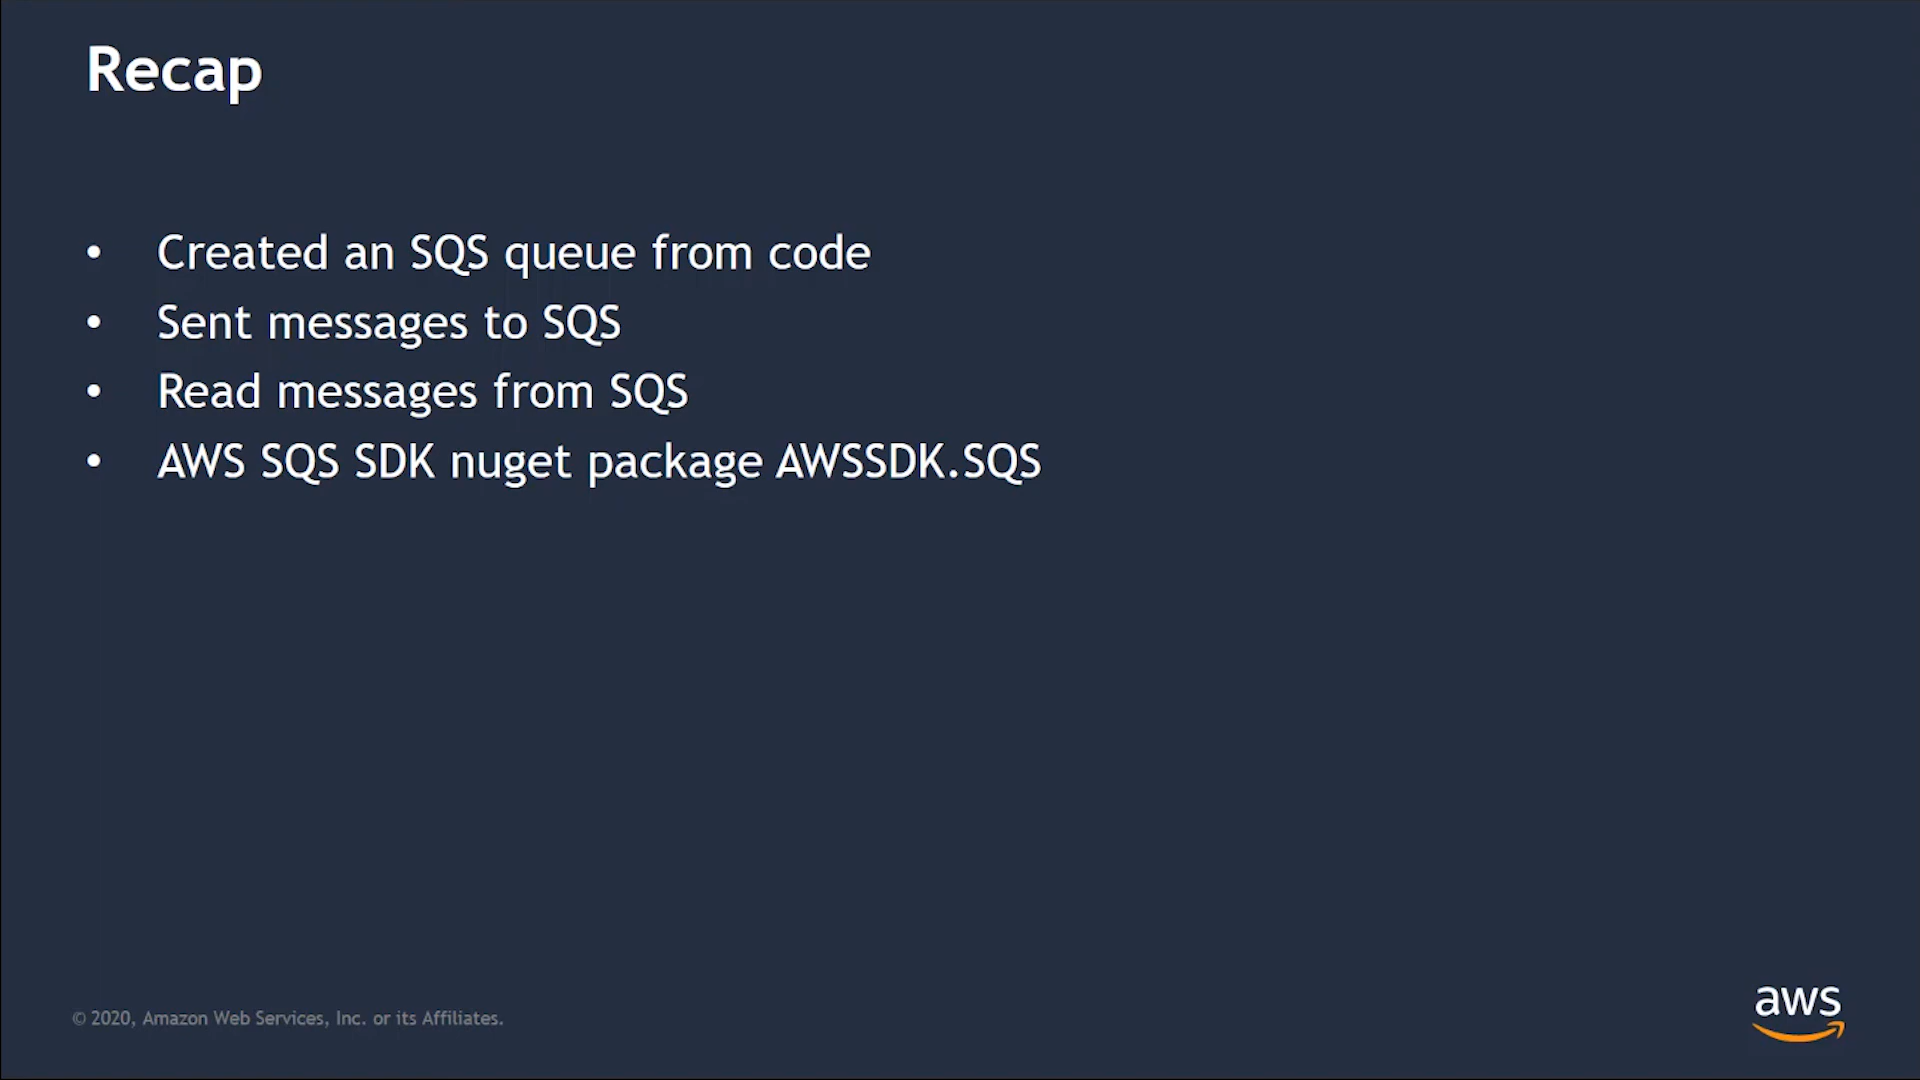 Recap
• Created an SQS queue from code
• Sent messages to SQS
• Read messages from SQS
• AWS SQS SDK nuget package AWSSDK.SQS
© 2020, Amazon Web Services, Inc. or its Affiliates.
aws